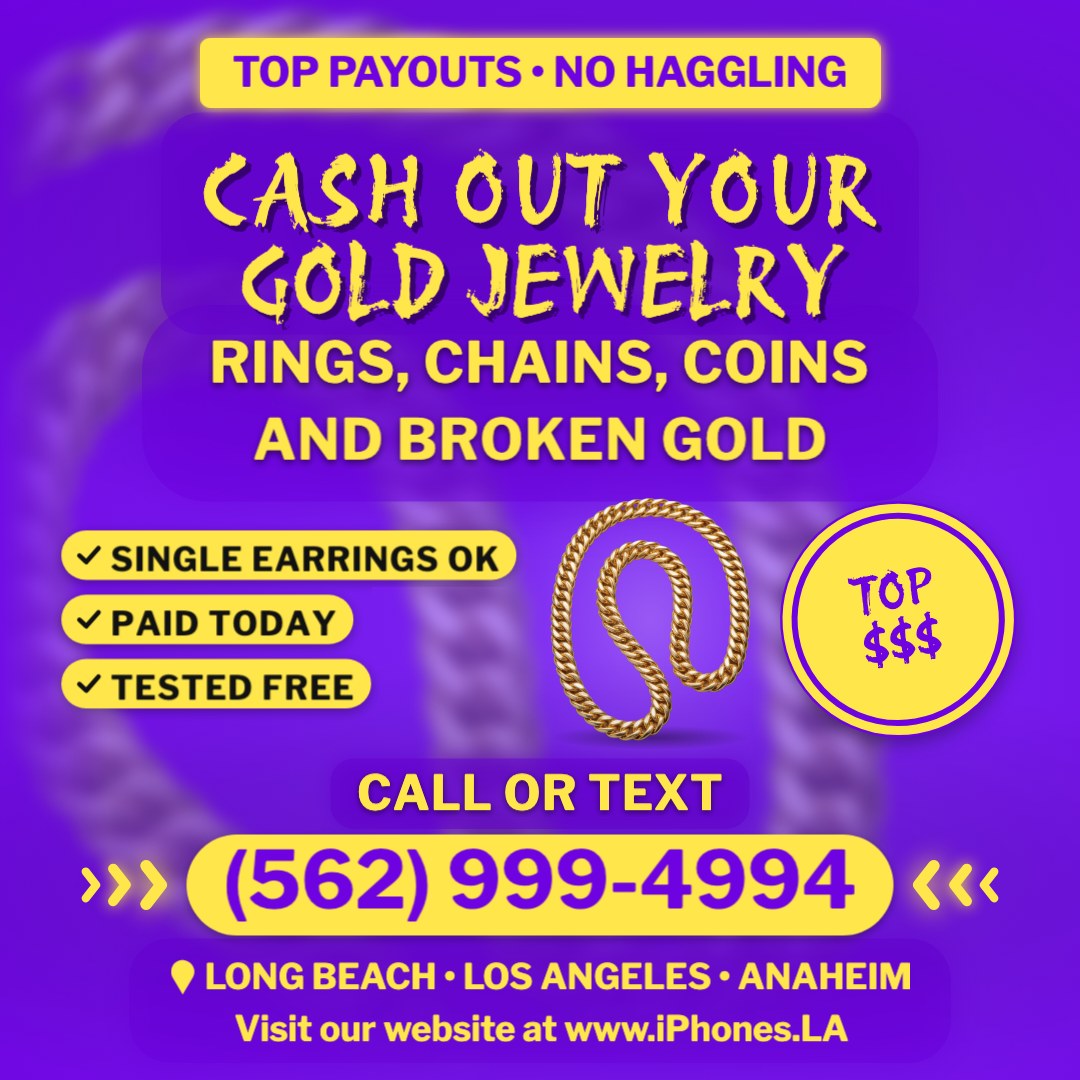 TOP PAYOUTS • NO HAGGLING
CASH OUT YOUR
GOLD JEWELRY
RINGS, CHAINS, COINS
AND BROKEN GOLD
✓ SINGLE EARRINGS OK
✓ PAID TODAY
✓ TESTED FREE
TOP
$$$
CALL OR TEXT
(562) 999-4994
LONG BEACH • LOS ANGELES • ANAHEIM
Visit our website at www.iPhones.LA